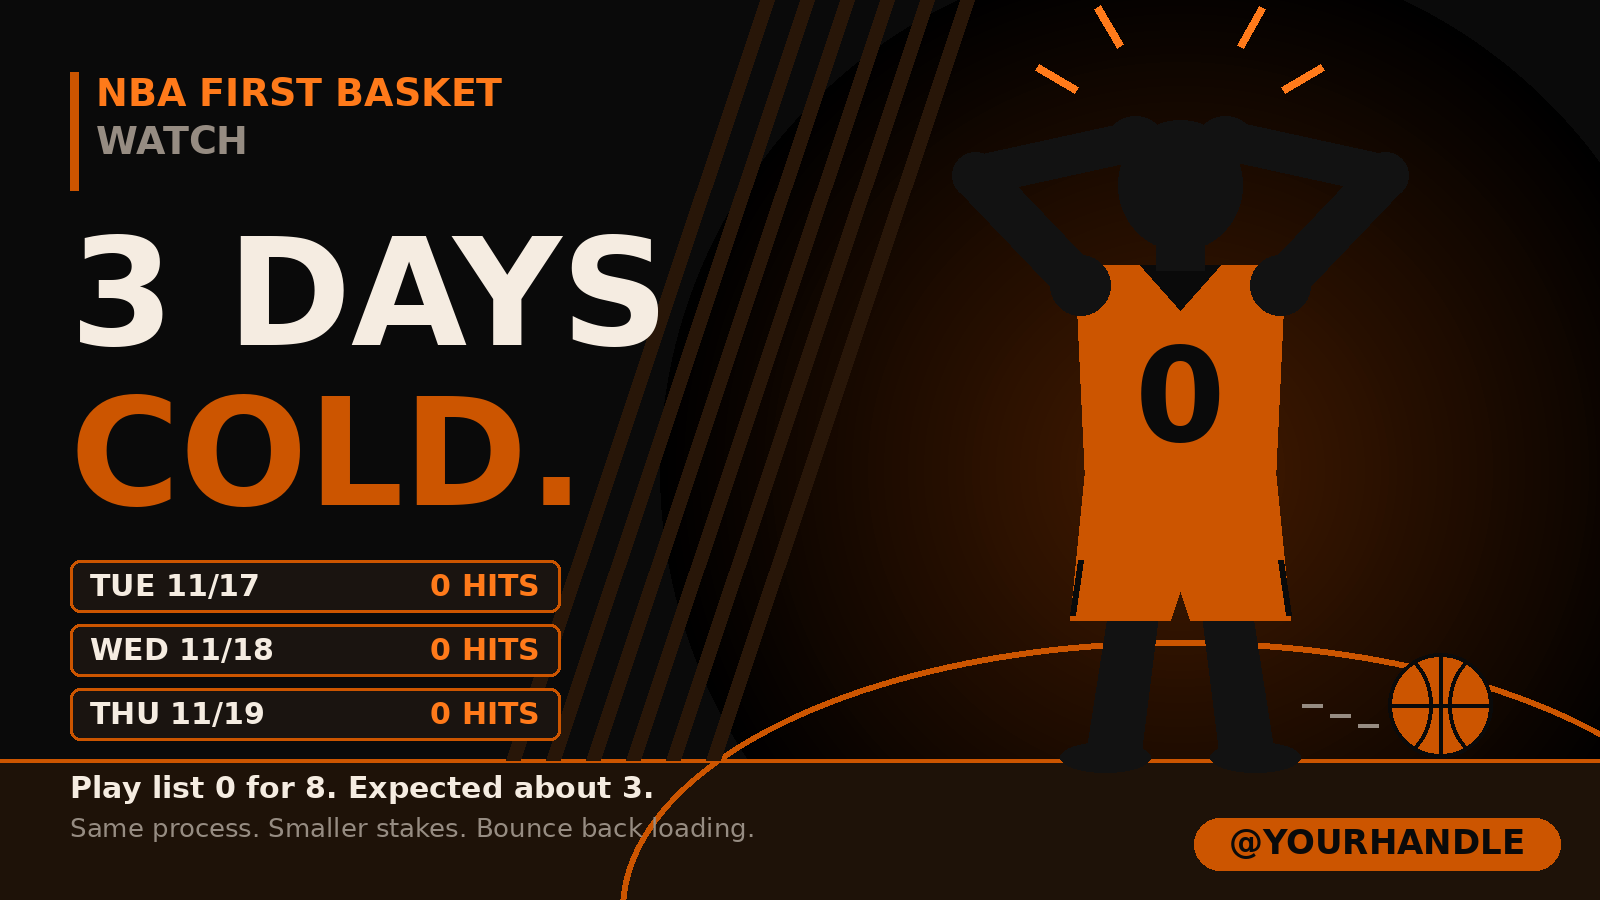 NBA FIRST BASKET
WATCH
3 DAYS
COLD.
TUE 11/17 0 HITS
WED 11/18 0 HITS
THU 11/19 0 HITS
0
Play list 0 for 8. Expected about 3.
Same process. Smaller stakes. Bounce back loading.
@YOURHANDLE